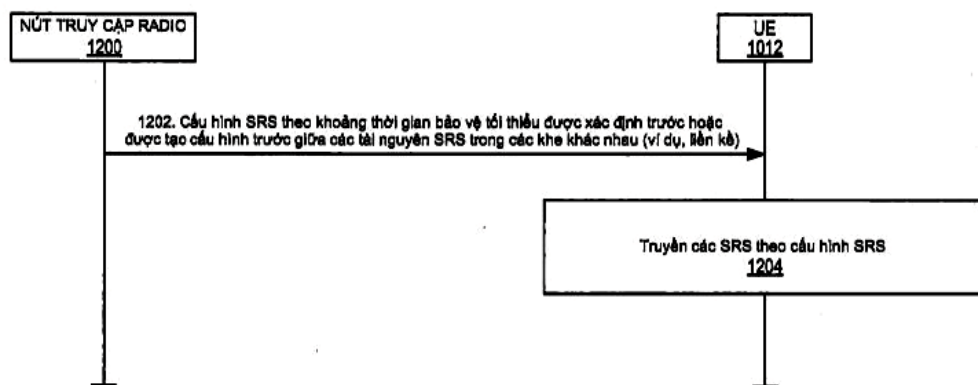 NÚT TRUY CẬP RADIO
1200
UE
1012
1202. Cấu hình SRS theo khoảng thời gian bảo vệ tối thiểu được xác định trước hoặc
được tạo cấu hình trước giữa các tài nguyên SRS trong các khe khác nhau (ví dụ, liền kề)
Truyền các SRS theo cấu hình SRS
1204